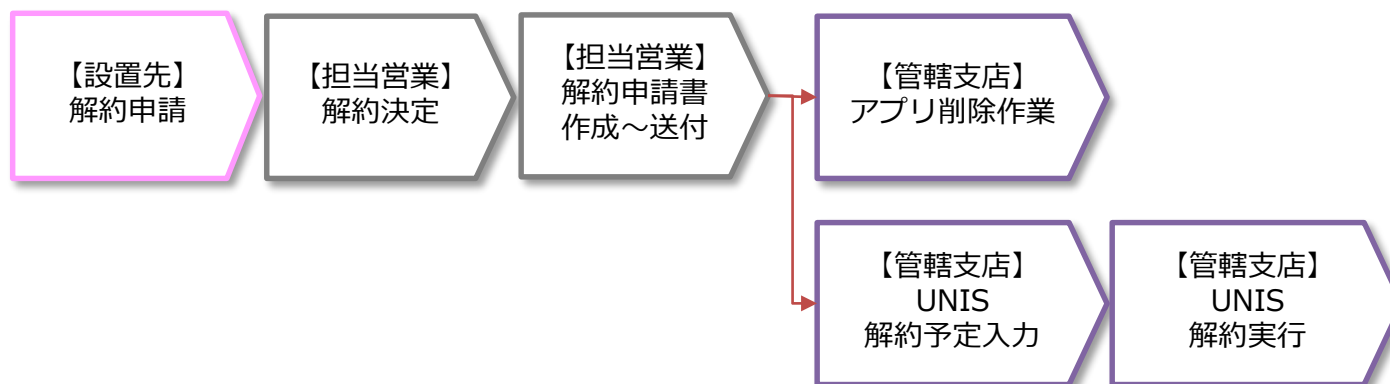 【設置先】
解約申請
【担当営業】
解約決定
【担当営業】
解約申請書
作成～送付
【管轄支店】
アプリ削除作業
【管轄支店】
UNIS
解約予定入力
【管轄支店】
UNIS
解約実行